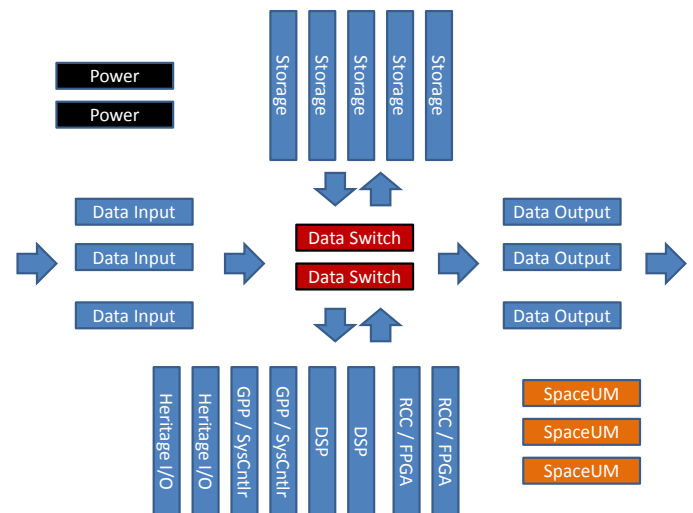 Power
Power
Storage
Storage
Storage
Storage
Storage
Data Input
Data Input
Data Input
Data Switch
Data Switch
Data Output
Data Output
Data Output
Heritage I/O
Heritage I/O
GPP / SysCntlr
GPP / SysCntlr
DSP
DSP
RCC / FPGA
RCC / FPGA
SpaceUM
SpaceUM
SpaceUM